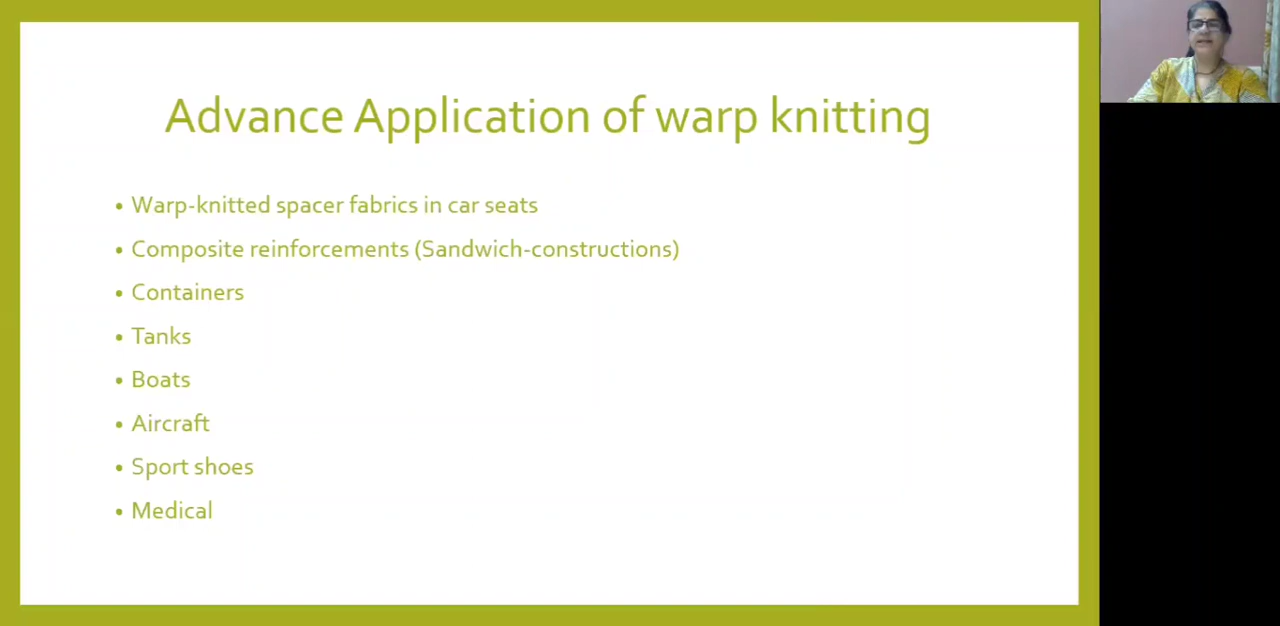 Advance Application of warp knitting
• Warp-knitted spacer fabrics in car seats
• Composite reinforcements (Sandwich-constructions)
• Containers
• Tanks
• Boats
• Aircraft
• Sport shoes
• Medical